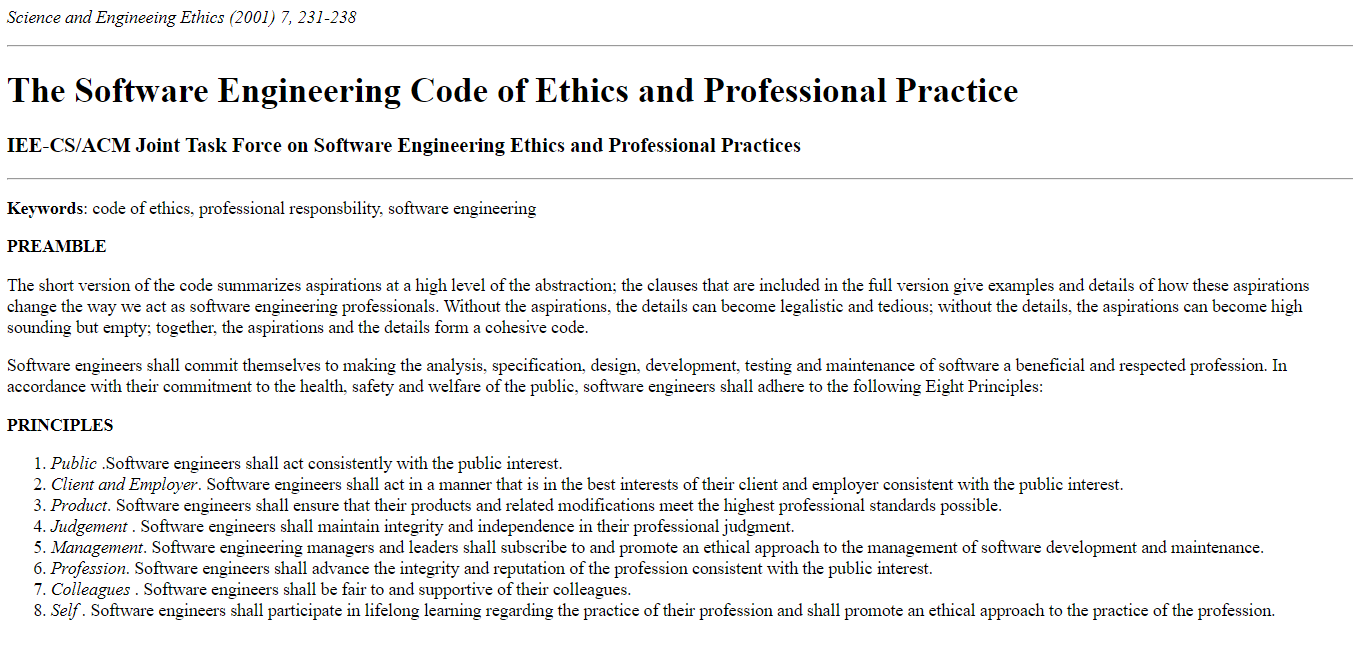 Science and Engineeing Ethics (2001) 7, 231-238
The Software Engineering Code of Ethics and Professional Practice
IEE-CS/ACM Joint Task Force on Software Engineering Ethics and Professional Practices
Keywords: code of ethics, professional responsbility, software engineering
PREAMBLE
The short version of the code summarizes aspirations at a high level of the abstraction; the clauses that are included in the full version give examples and details of how these aspirations
change the way we act as software engineering professionals. Without the aspirations, the details can become legalistic and tedious; without the details, the aspirations can become high
sounding but empty; together, the aspirations and the details form a cohesive code.
Software engineers shall commit themselves to making the analysis, specification, design, development, testing and maintenance of software a beneficial and respected profession. In
accordance with their commitment to the health, safety and welfare of the public, software engineers shall adhere to the following Eight Principles:
PRINCIPLES
1. Public .Software engineers shall act consistently with the public interest.
2. Client and Employer. Software engineers shall act in a manner that is in the best interests of their client and employer consistent with the public interest.
3. Product. Software engineers shall ensure that their products and related modifications meet the highest professional standards possible.
4. Judgement . Software engineers shall maintain integrity and independence in their professional judgment.
5. Management. Software engineering managers and leaders shall subscribe to and promote an ethical approach to the management of software development and maintenance.
6. Profession. Software engineers shall advance the integrity and reputation of the profession consistent with the public interest.
7. Colleagues . Software engineers shall be fair to and supportive of their colleagues.
8. Self . Software engineers shall participate in lifelong learning regarding the practice of their profession and shall promote an ethical approach to the practice of the profession.